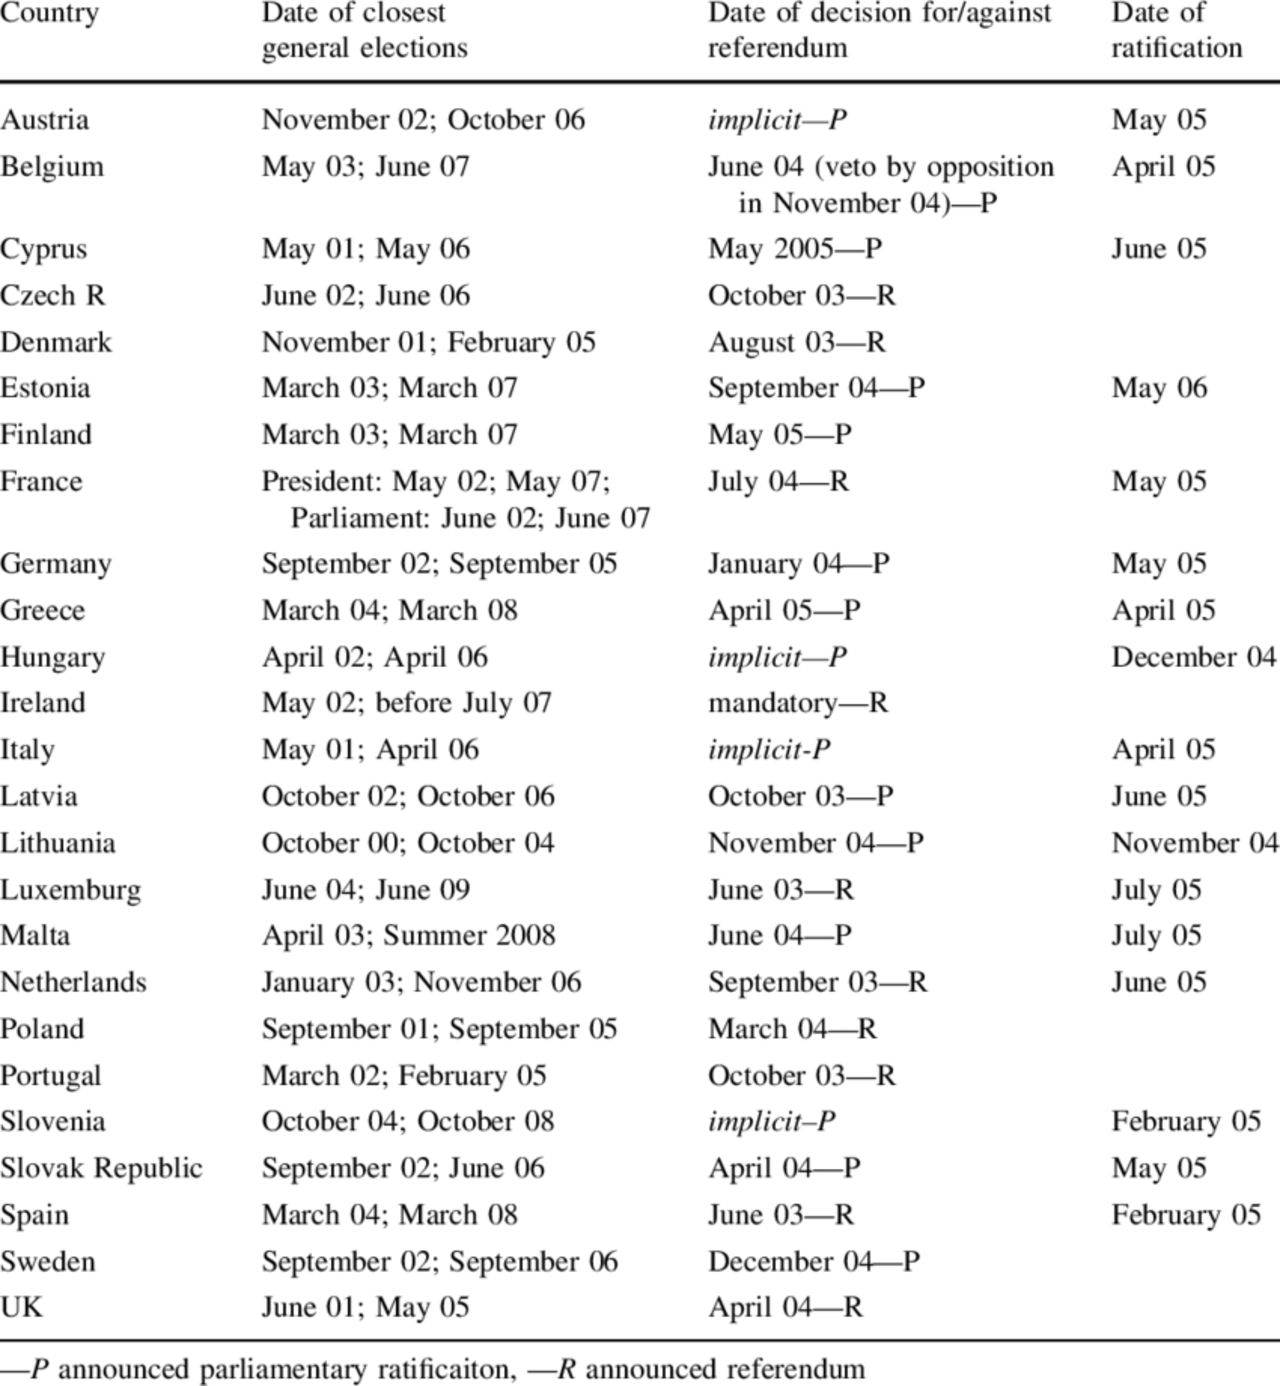 Country Date of closest Date of decision for/against Date of
general elections referendum ratification
Austria November 02; October 06 implicit—P May 05
Belgium May 03; June 07 June 04 (veto by opposition April 05
in November 04)—P
Cyprus May 01; May 06 May 2005—P June 05
Czech R June 02; June 06 October 03—R
Denmark November 01; February 05 August 03—R
Estonia March 03; March 07 September 04—P May 06
Finland March 03; March 07 May 05—P
France President: May 02; May 07; July 04—R May 05
Parliament: June 02; June 07
Germany September 02; September 05 January 04—P May 05
Greece March 04; March 08 April 05—P April 05
Hungary April 02; April 06 implicit—P December 04
Ireland May 02; before July 07 mandatory—R
Italy May 01; April 06 implicit-P April 05
Latvia October 02; October 06 October 03—P June 05
Lithuania October 00; October 04 November 04—P November 04
Luxemburg June 04; June 09 June 03—R July 05
Malta April 03; Summer 2008 June 04—P July 05
Netherlands January 03; November 06 September 03—R June 05
Poland September 01; September 05 March 04—R
Portugal March 02; February 05 October 03—R
Slovenia October 04; October 08 implicit–P February 05
Slovak Republic September 02; June 06 April 04—P May 05
Spain March 04; March 08 June 03—R February 05
Sweden September 02; September 06 December 04—P
UK June 01; May 05 April 04—R
—P announced parliamentary ratificaiton, —R announced referendum